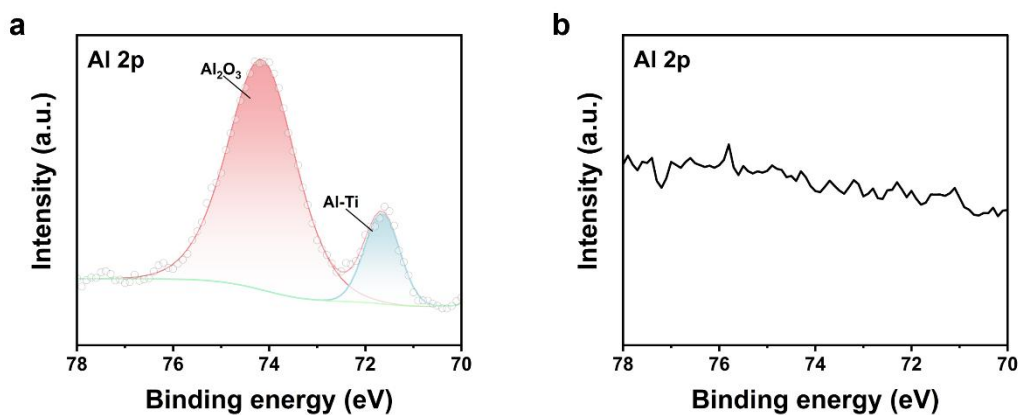 a
Al 2p
Al₂O₃
Al-Ti
Intensity (a.u.)
78 76 74 72 70
Binding energy (eV)
b
Al 2p
Intensity (a.u.)
78 76 74 72 70
Binding energy (eV)